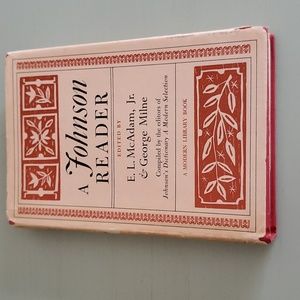 A Johnson
READER
EDITED BY
E. L. McAdam, Jr.
& George Milne
Compiled by the editors of
Johnson's Dictionary: A Modern Selection
A MODERN LIBRARY BOOK